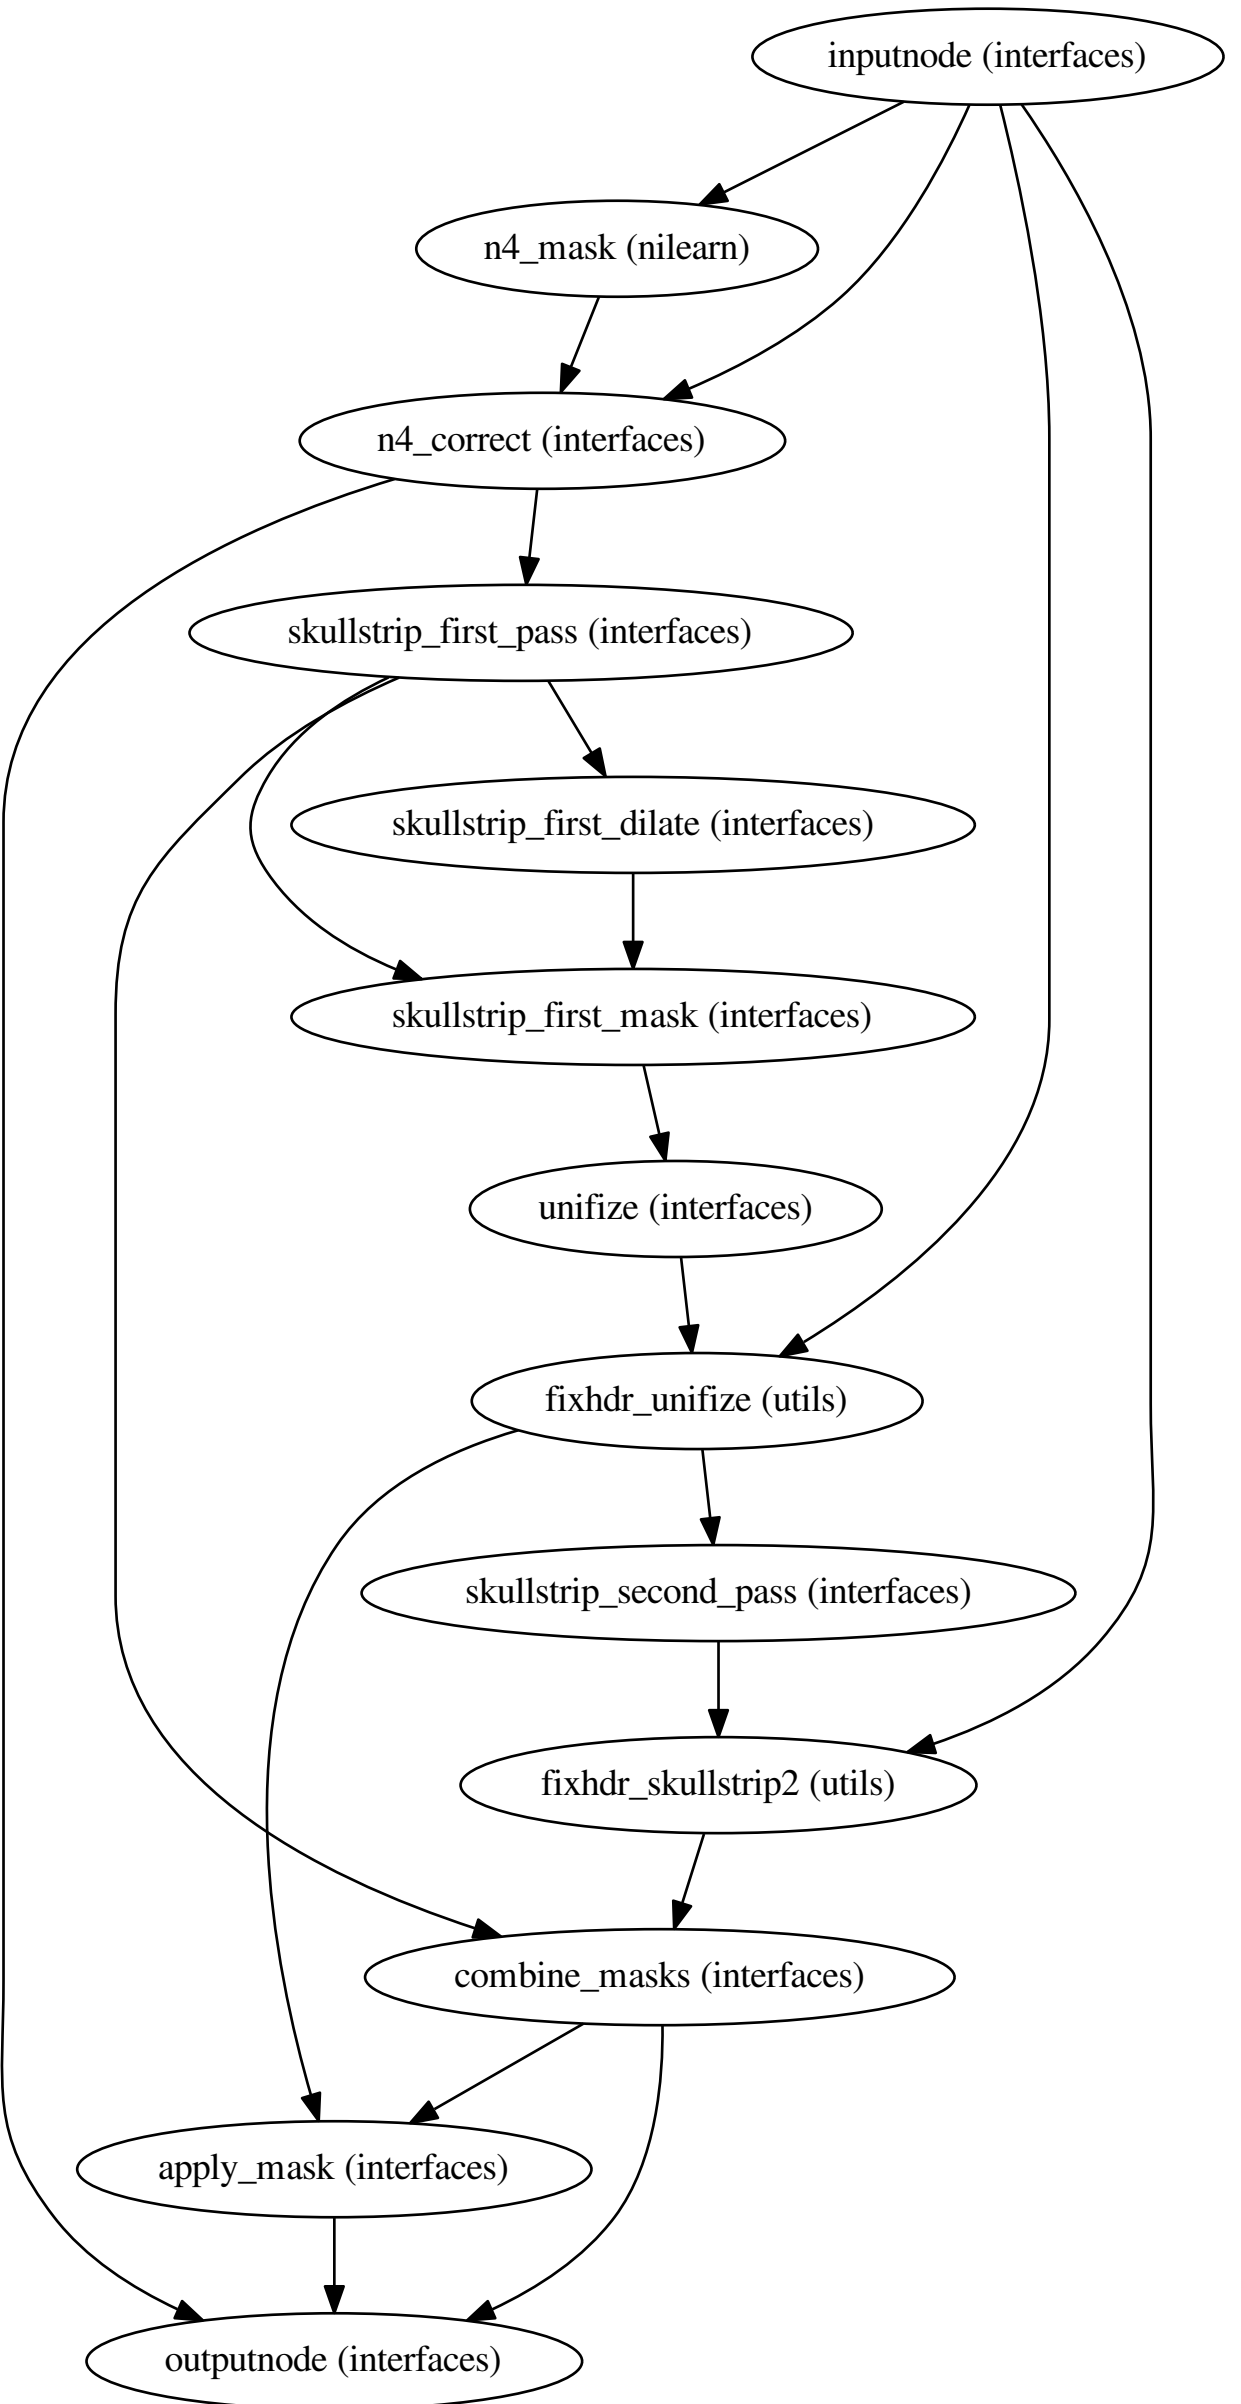 inputnode (interfaces)
n4_mask (nilearn)
n4_correct (interfaces)
skullstrip_first_pass (interfaces)
skullstrip_first_dilate (interfaces)
skullstrip_first_mask (interfaces)
unifize (interfaces)
fixhdr_unifize (utils)
skullstrip_second_pass (interfaces)
fixhdr_skullstrip2 (utils)
combine_masks (interfaces)
apply_mask (interfaces)
outputnode (interfaces)